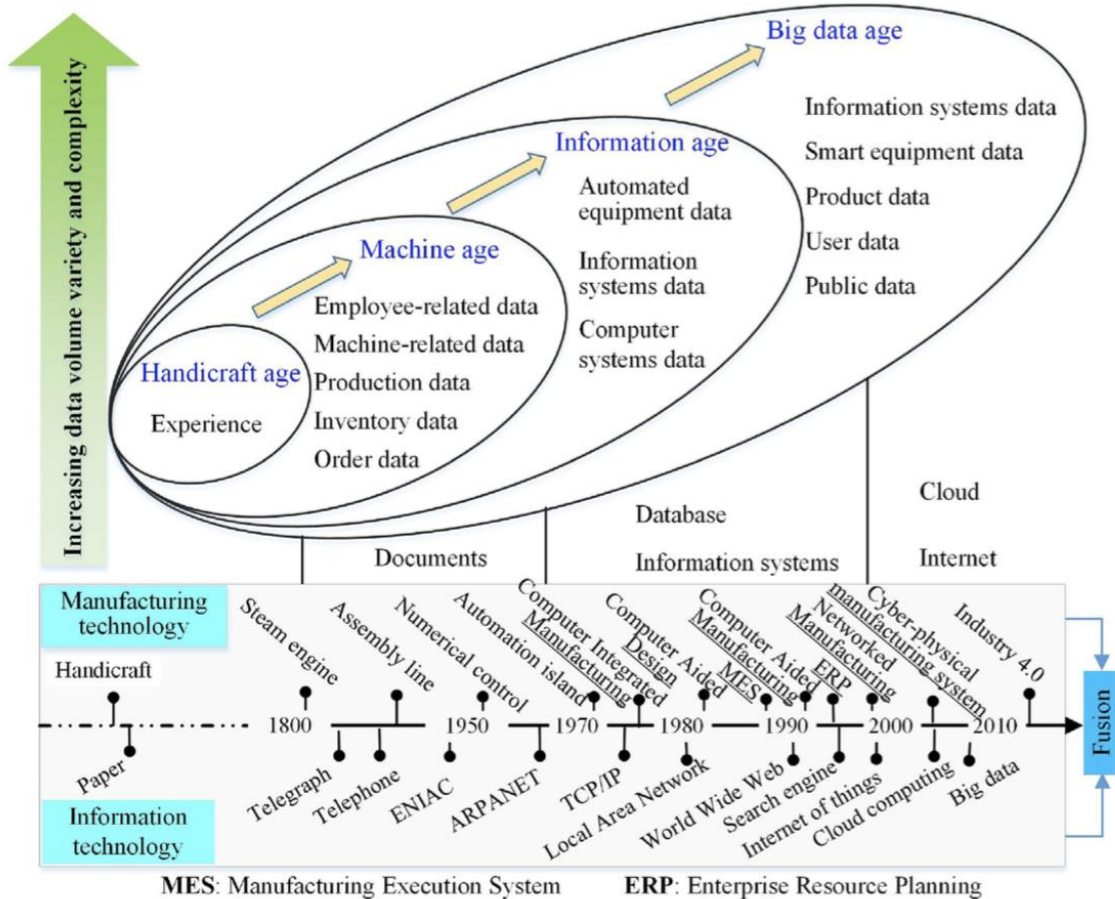 Increasing data volume variety and complexity
Big data age
Information systems data
Smart equipment data
Product data
User data
Public data
Information age
Automated
equipment data
Information
systems data
Computer
systems data
Machine age
Employee-related data
Machine-related data
Production data
Inventory data
Order data
Handicraft age
Experience
Documents
Database
Information systems
Cloud
Internet
Manufacturing
technology
Handicraft
Steam engine
Assembly line
Numerical control
Automation island
Computer Integrated
Manufacturing
Computer Aided
Design
MES
Computer Aided
Manufacturing
ERP
Networked
Manufacturing
Cyber-physical
manufacturing system
Industry 4.0
1800
1950
1970
1980
1990
2000
2010
Fusion
Paper
Telegraph
Telephone
ENIAC
ARPANET
TCP/IP
Local Area Network
World Wide Web
Search engine
Internet of things
Cloud computing
Big data
Information
technology
MES: Manufacturing Execution System
ERP: Enterprise Resource Planning